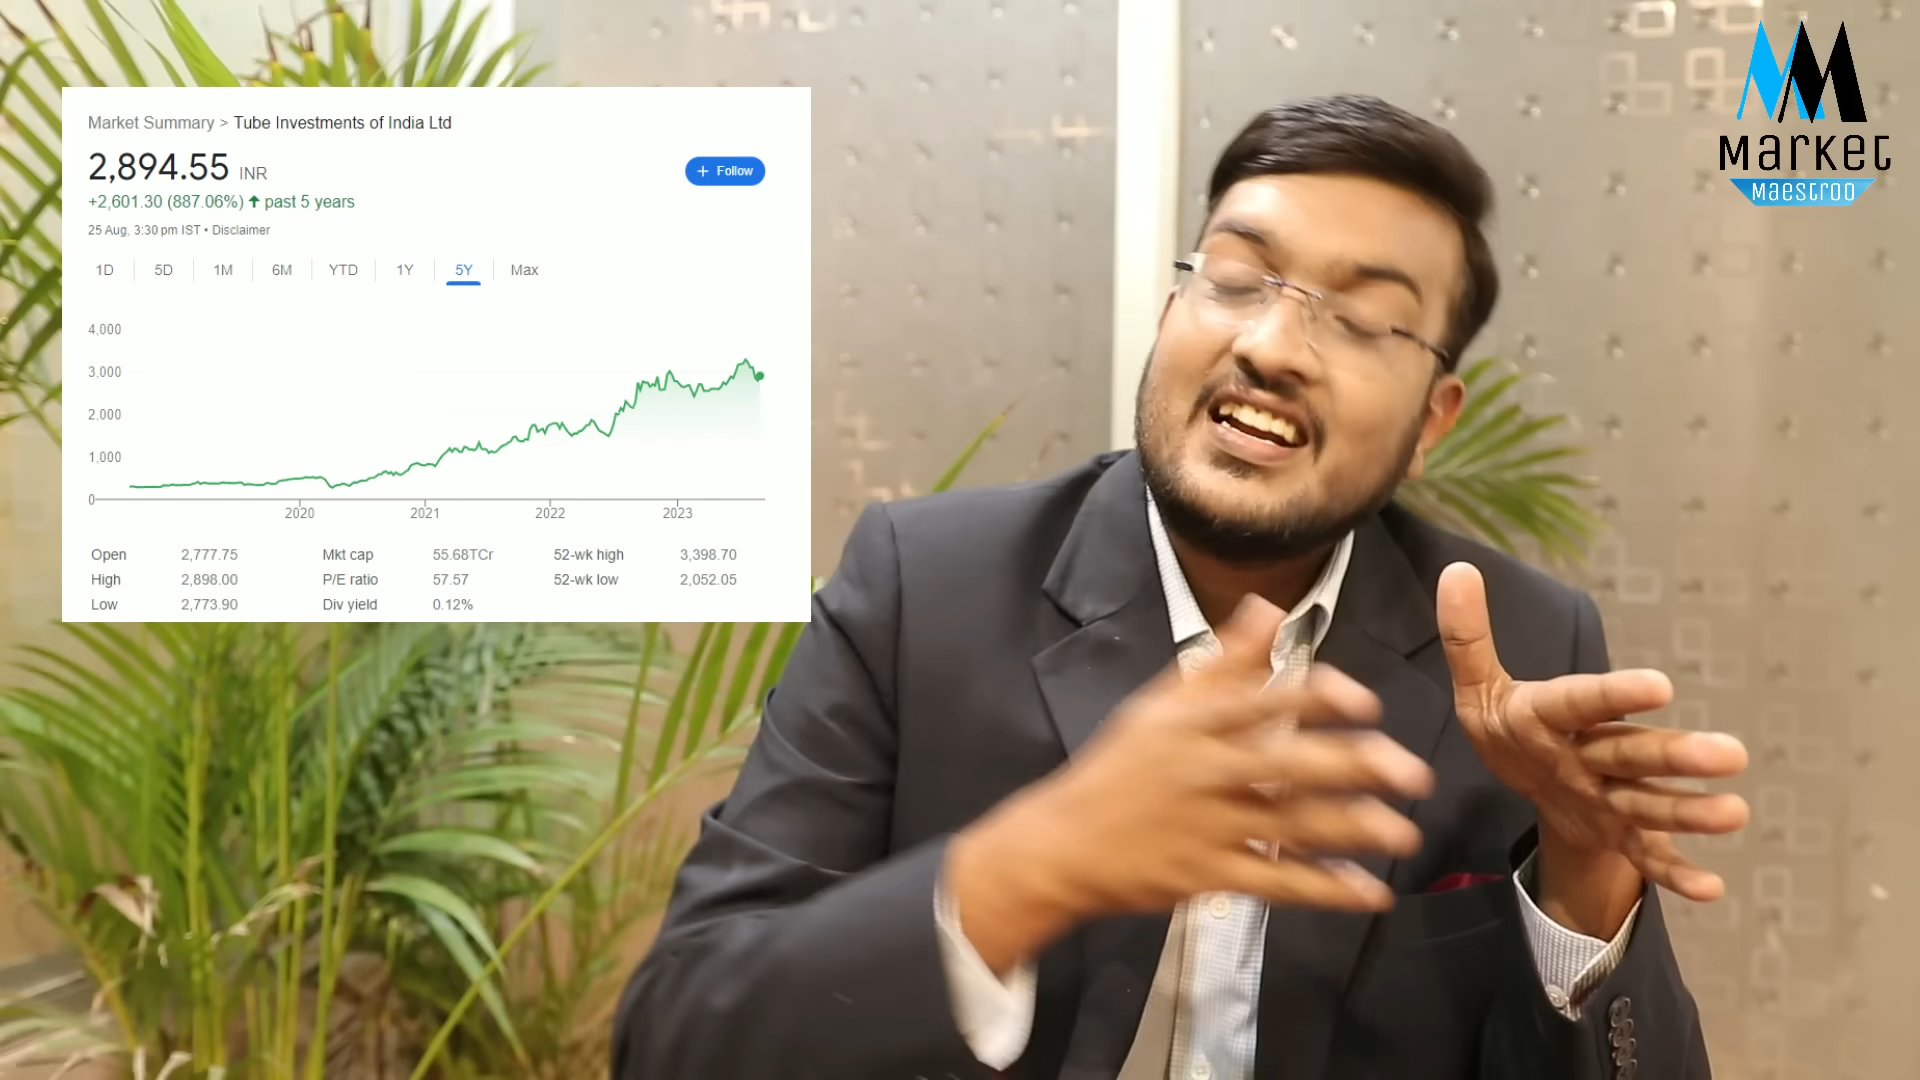 Market Summary > Tube Investments of India Ltd
2,894.55 INR
+ Follow
+2,601.30 (887.06%) ↑ past 5 years
25 Aug, 3:30 pm IST • Disclaimer
1D 5D 1M 6M YTD 1Y 5Y Max
4,000
3,000
2,000
1,000
0
2020 2021 2022 2023
Open 2,777.75 Mkt cap 55.68TCr 52-wk high 3,398.70
High 2,898.00 P/E ratio 57.57 52-wk low 2,052.05
Low 2,773.90 Div yield 0.12%
MM
Market
Maestroo